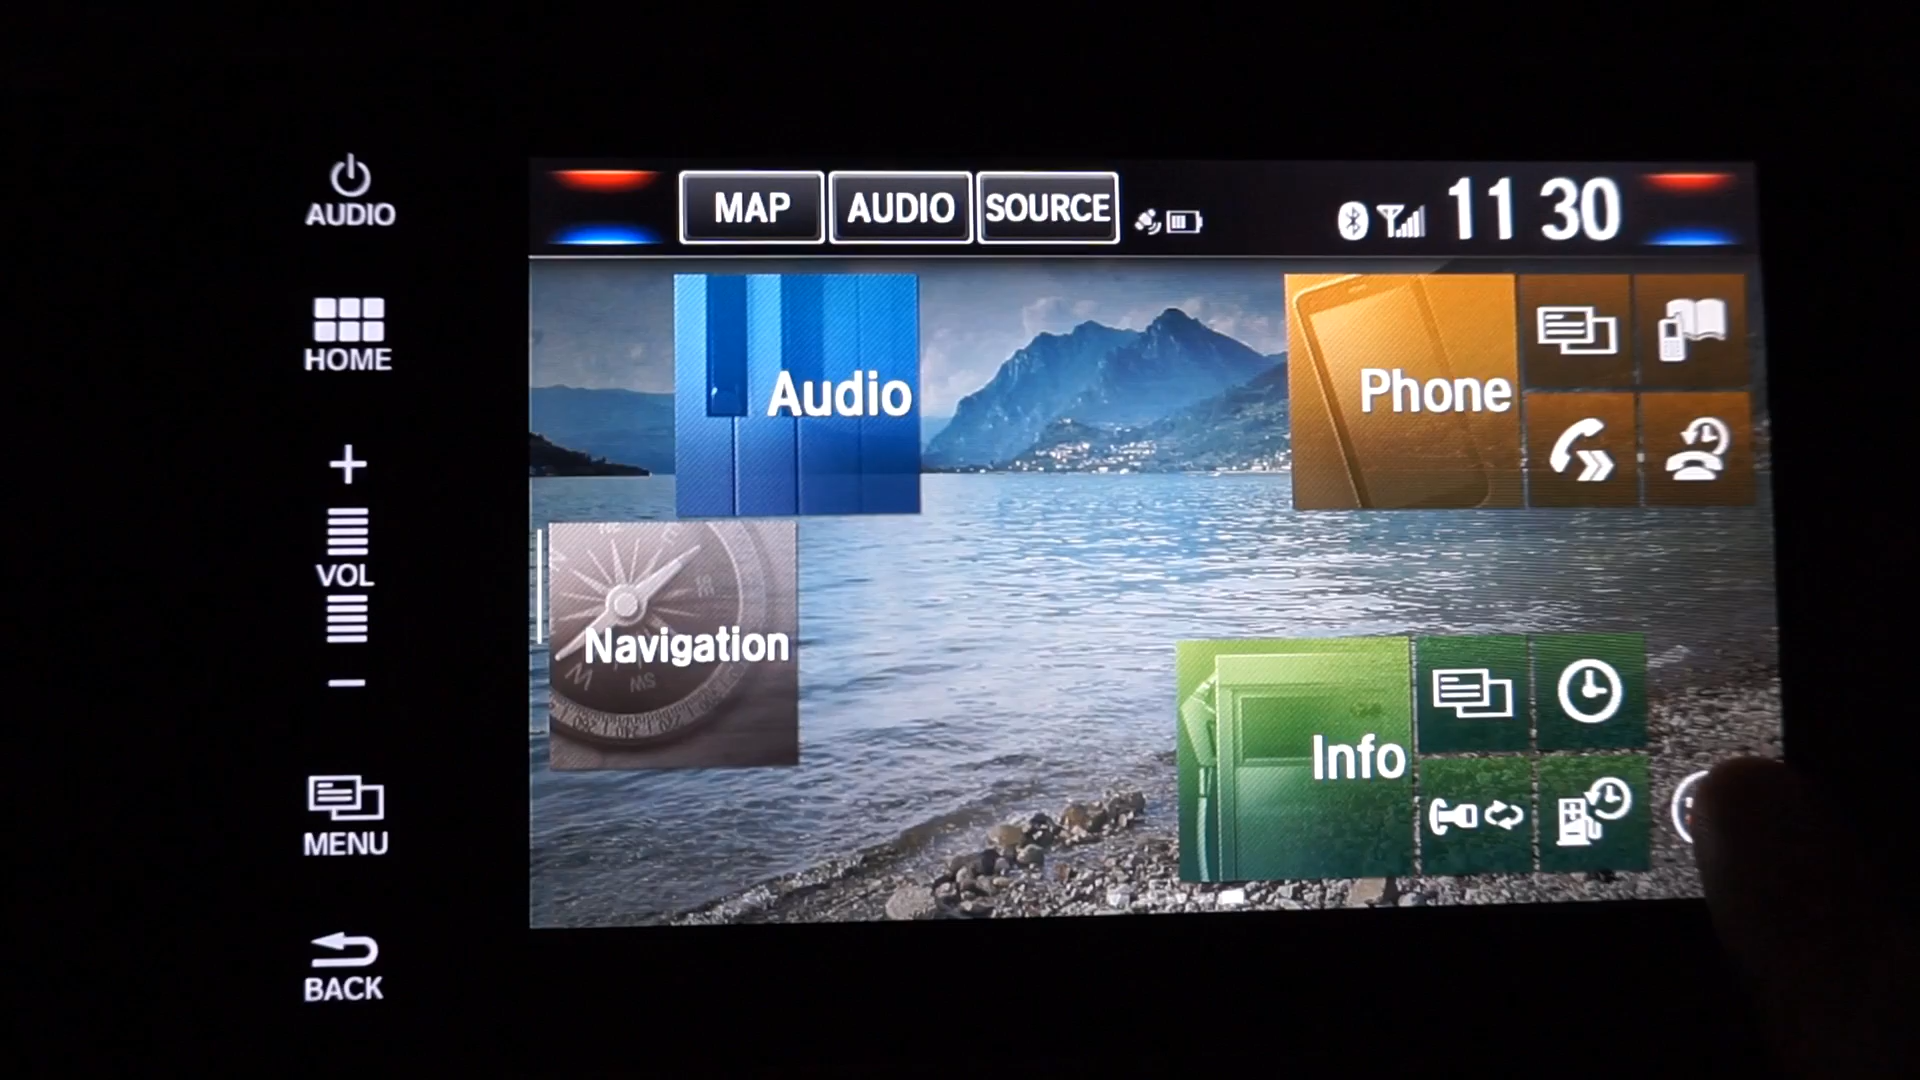 AUDIO
HOME
VOL
MENU
BACK
MAP
AUDIO
SOURCE
11 30
Audio
Phone
Navigation
Info